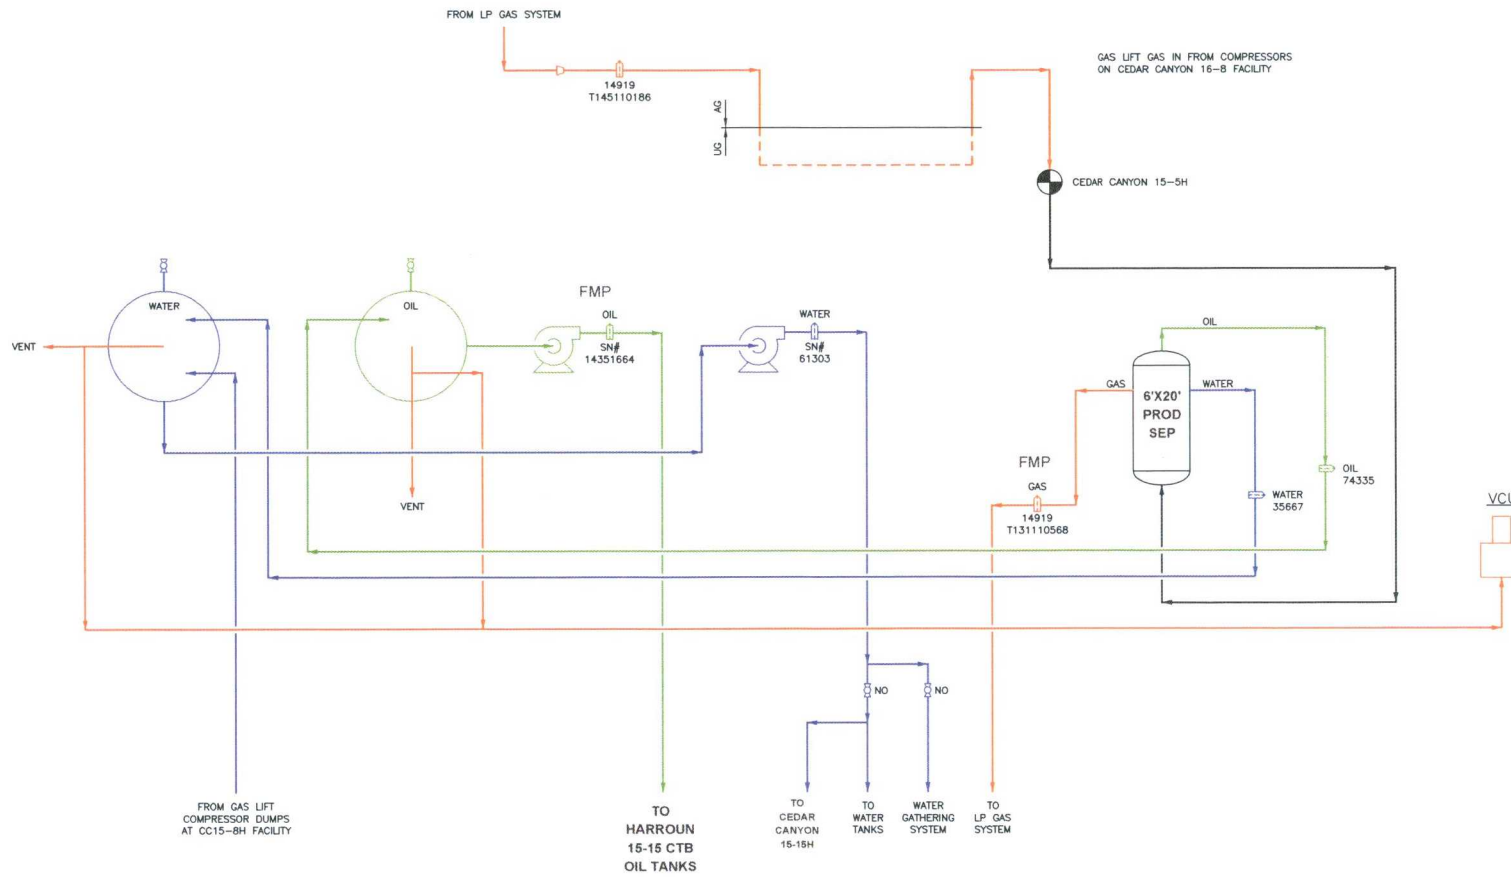 FROM LP GAS SYSTEM
GAS LIFT GAS IN FROM COMPRESSORS
ON CEDAR CANYON 16-8 FACILITY
14919
T145110186
AG
UG
CEDAR CANYON 15-5H
WATER
VENT
OIL
VENT
FMP
OIL
SN#
14351664
WATER
SN#
61303
OIL
GAS
WATER
6'X20'
PROD
SEP
OIL
74335
WATER
35667
FMP
GAS
14919
T131110568
VCU
NO
NO
FROM GAS LIFT
COMPRESSOR DUMPS
AT CC15-8H FACILITY
TO
HARROUN
15-15 CTB
OIL TANKS
TO
CEDAR
CANYON
15-15H
TO
WATER
TANKS
WATER
GATHERING
SYSTEM
TO
LP GAS
SYSTEM